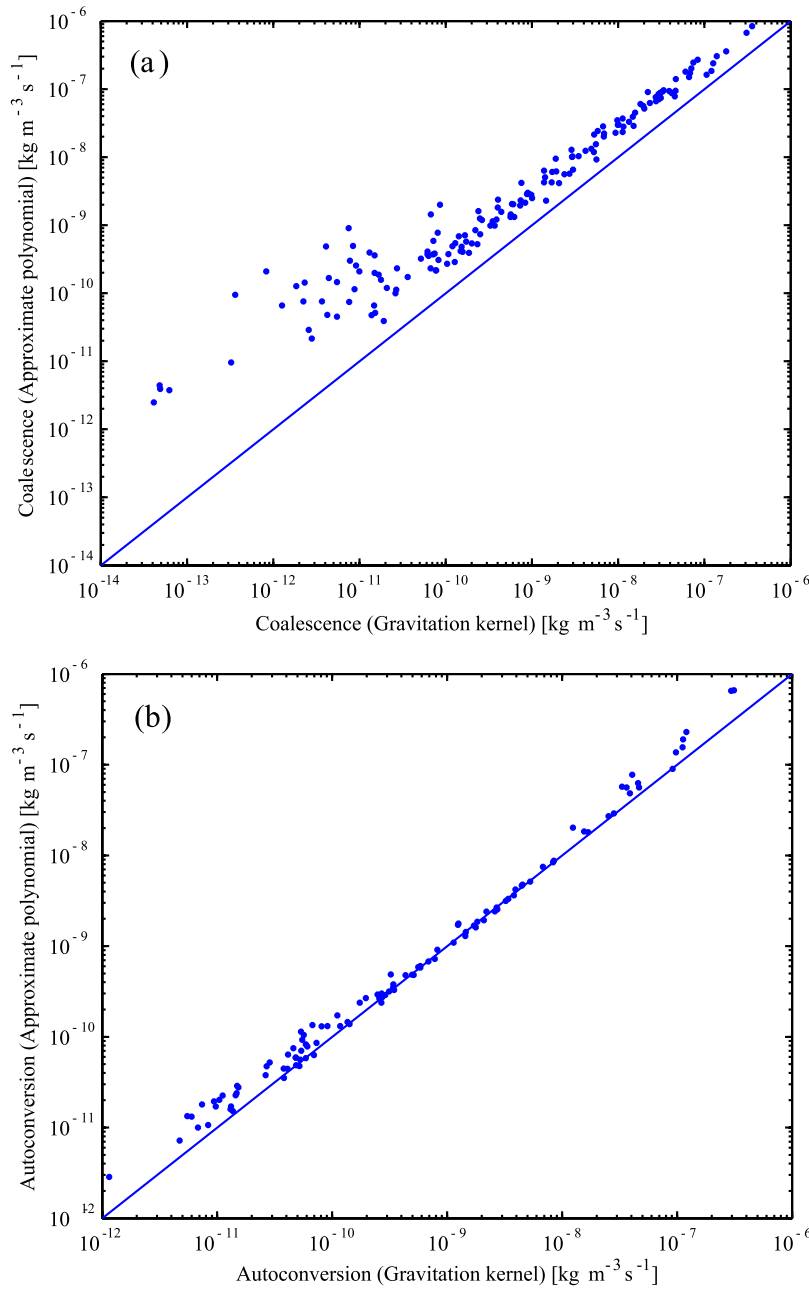 10^-6
(a)
10^-7
10^-8
10^-9
10^-10
10^-11
10^-12
10^-13
10^-14
Coalescence (Approximate polynomial) [kg m^-3 s^-1]
10^-14 10^-13 10^-12 10^-11 10^-10 10^-9 10^-8 10^-7 10^-6
Coalescence (Gravitation kernel) [kg m^-3 s^-1]
10^-6
(b)
10^-7
10^-8
10^-9
10^-10
10^-11
10^12
Autoconversion (Approximate polynomial) [kg m^-3 s^-1]
10^-12 10^-11 10^-10 10^-9 10^-8 10^-7 10^-6
Autoconversion (Gravitation kernel) [kg m^-3 s^-1]